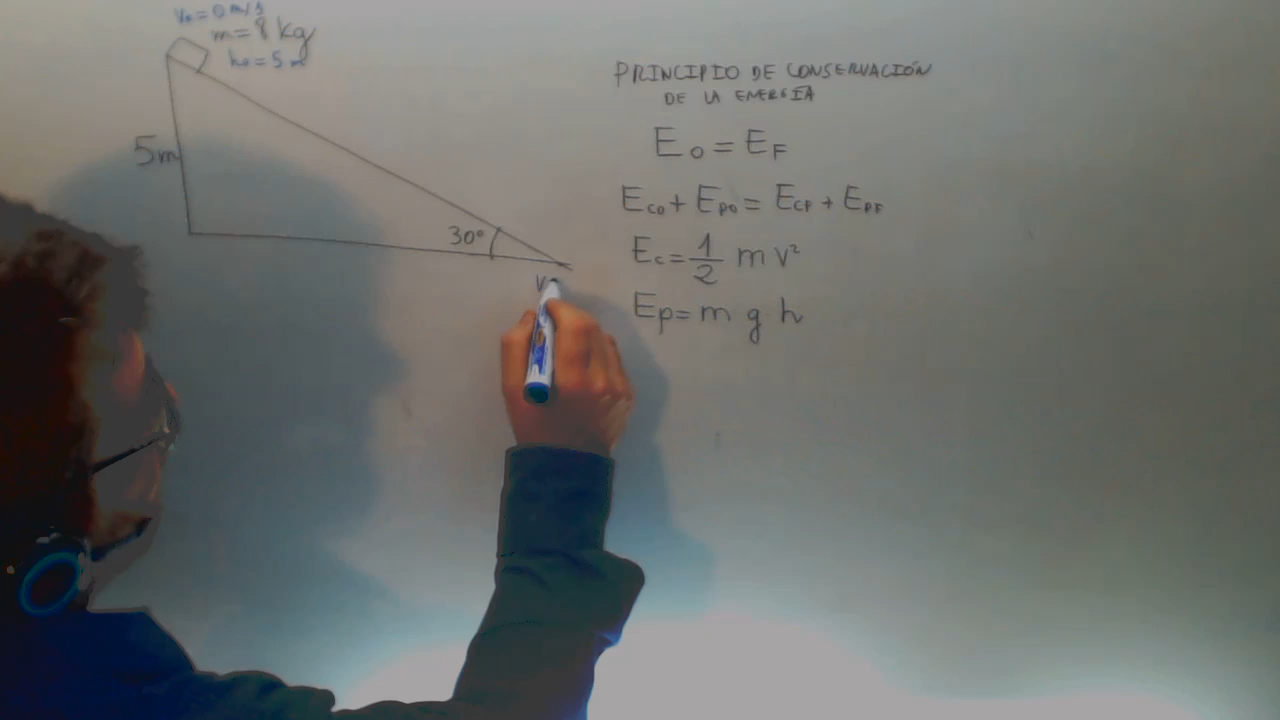 v₀=0 m/s
m=8 kg
h₀=5 m
5m
30°
v
PRINCIPIO DE CONSERVACIÓN
DE LA ENERGÍA
E₀ = E_F
E_C0 + E_P0 = E_CF + E_PF
E_c = 1/2 m v²
E_p = m g h